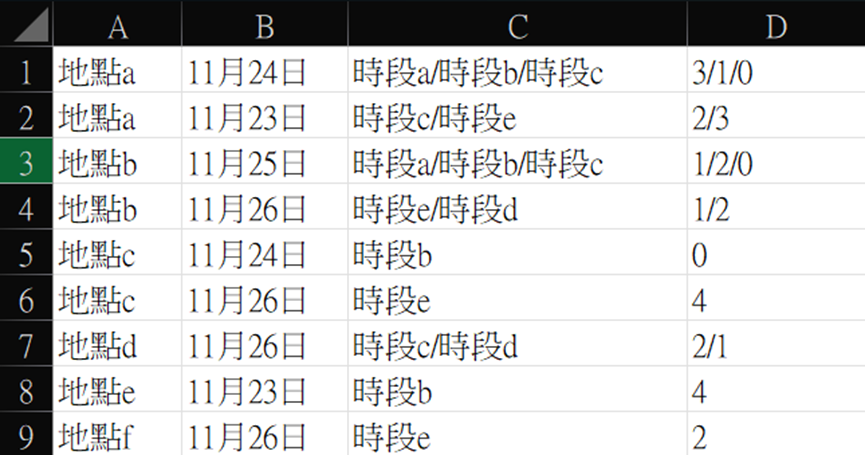 A B C D
1 地點a 11月24日 時段a/時段b/時段c 3/1/0
2 地點a 11月23日 時段c/時段e 2/3
3 地點b 11月25日 時段a/時段b/時段c 1/2/0
4 地點b 11月26日 時段e/時段d 1/2
5 地點c 11月24日 時段b 0
6 地點c 11月26日 時段e 4
7 地點d 11月26日 時段c/時段d 2/1
8 地點e 11月23日 時段b 4
9 地點f 11月26日 時段e 2